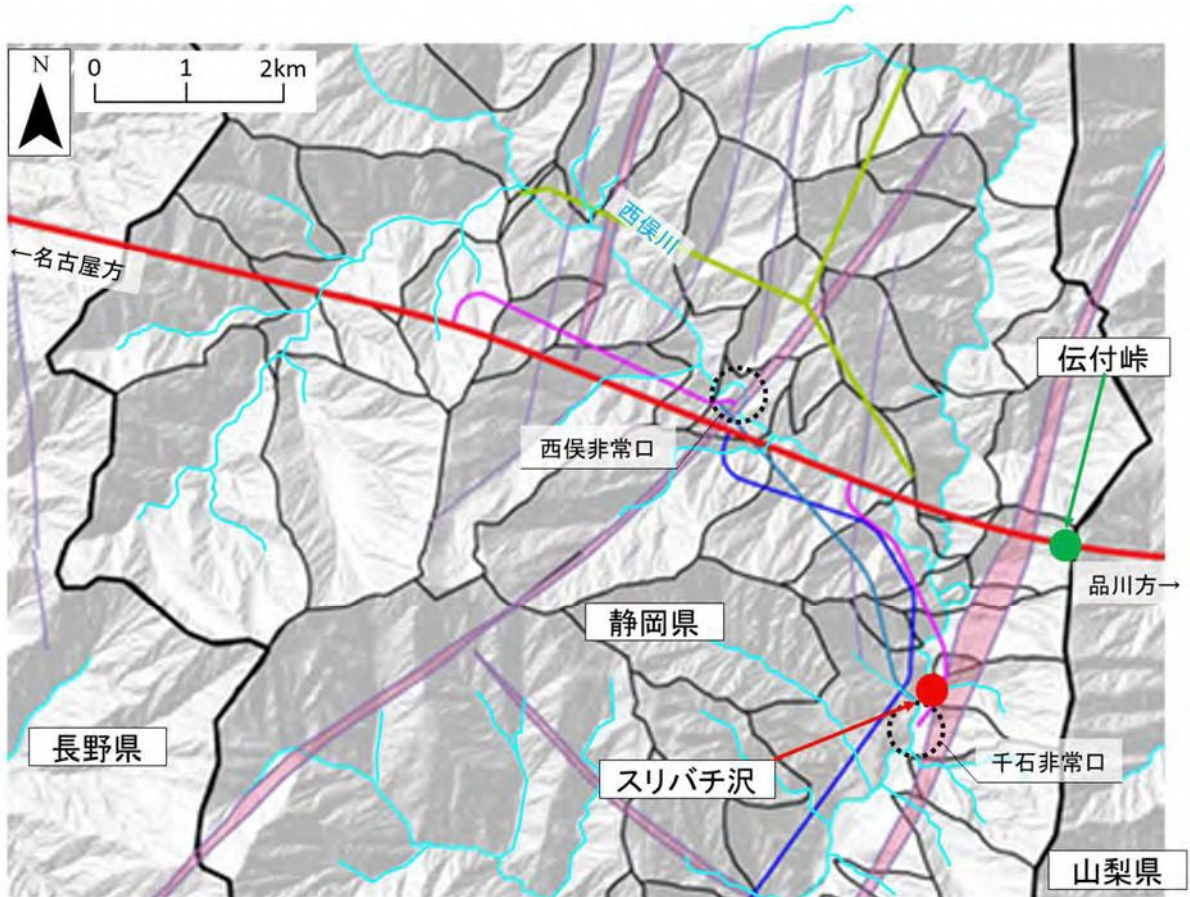 N
0 1 2km
西俣川
←名古屋方
伝付峠
西俣非常口
品川方→
静岡県
長野県
スリバチ沢
千石非常口
山梨県